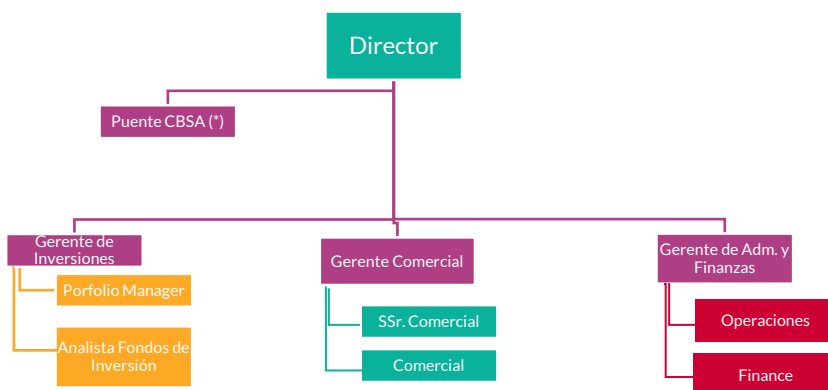 Director
Puente CBSA (*)
Gerente de
Inversiones
Porfolio Manager
Analista Fondos de
Inversión
Gerente Comercial
SSr. Comercial
Comercial
Gerente de Adm. y
Finanzas
Operaciones
Finance